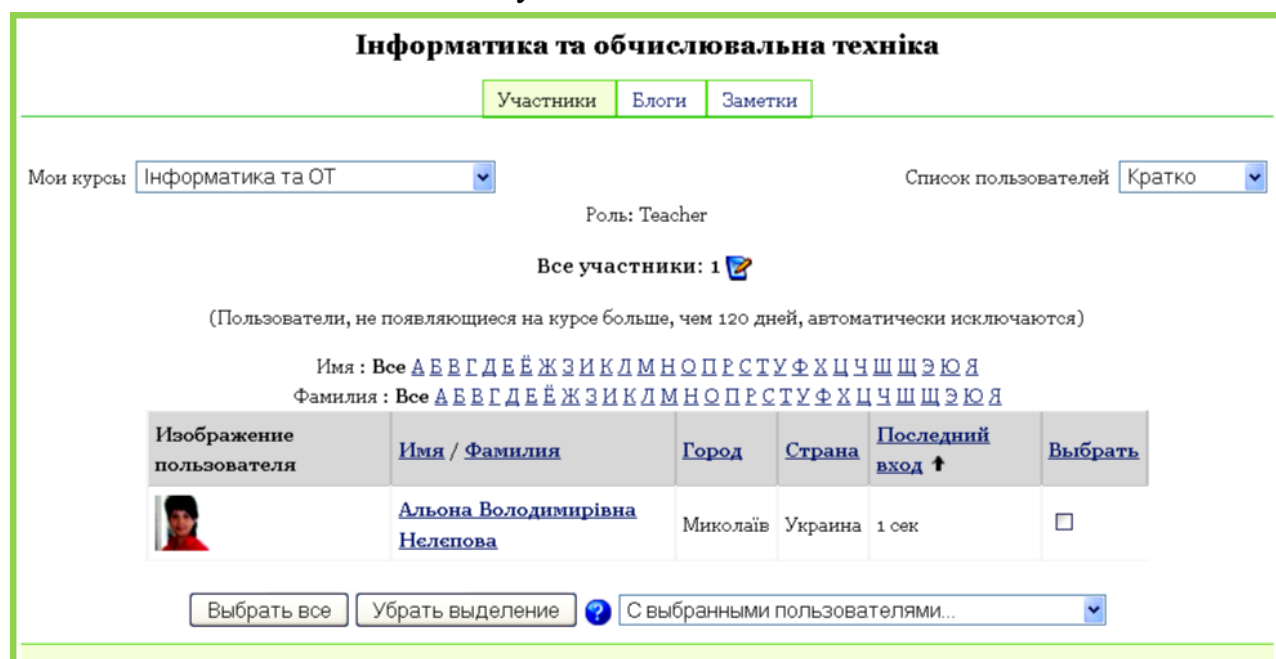 Інформатика та обчислювальна техніка
Участники Блоги Заметки
Мои курсы Інформатика та ОТ Список пользователей Кратко
Роль: Teacher
Все участники: 1
(Пользователи, не появляющиеся на курсе больше, чем 120 дней, автоматически исключаются)
Имя : Все А Б В Г Д Е Ё Ж З И К Л М Н О П Р С Т У Ф Х Ц Ч Ш Щ Э Ю Я
Фамилия : Все А Б В Г Д Е Ё Ж З И К Л М Н О П Р С Т У Ф Х Ц Ч Ш Щ Э Ю Я
Изображение пользователя Имя / Фамилия Город Страна Последний вход Выбрать
Альона Володимирівна Нєлєпова Миколаїв Украина 1 сек
Выбрать все Убрать выделение ? С выбранными пользователями...